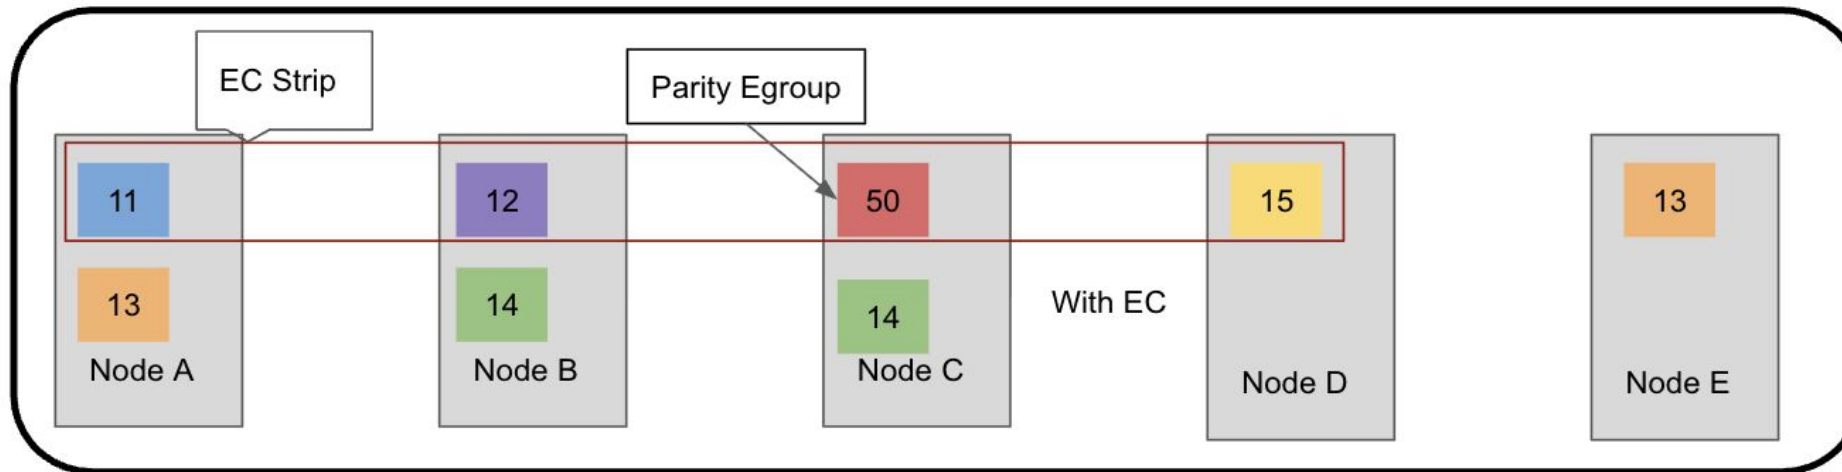 EC Strip
Parity Egroup
11
12
50
15
13
13
14
14
With EC
Node A
Node B
Node C
Node D
Node E